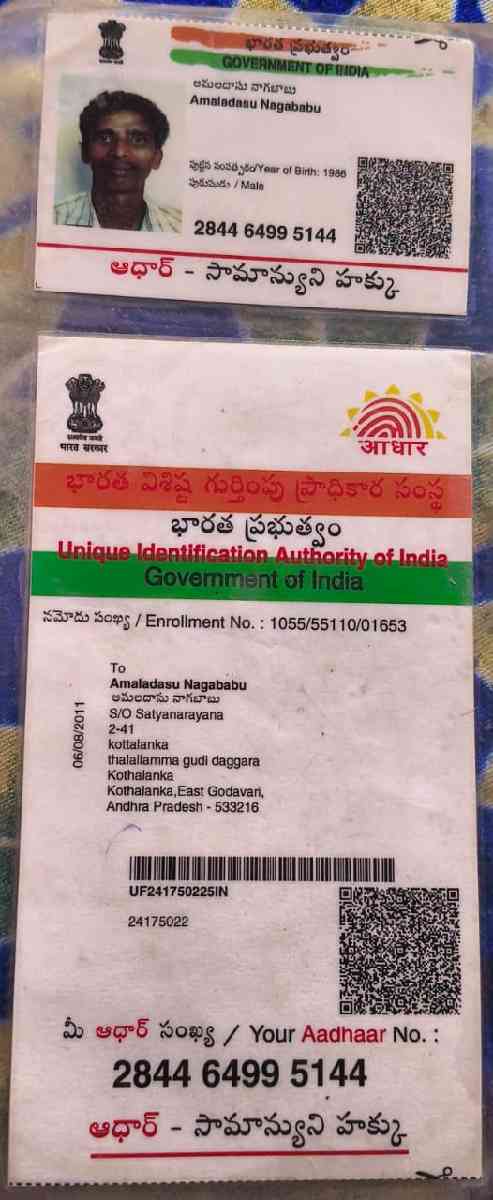 భారత ప్రభుత్వం
GOVERNMENT OF INDIA
అమలదాసు నాగబాబు
Amaladasu Nagababu
పుట్టిన సంవత్సరం/Year of Birth: 1986
పురుషుడు / Male
2844 6499 5144
ఆధార్ - సామాన్యుని హక్కు
भारत सरकार
आधार
భారత విశిష్ట గుర్తింపు ప్రాధికార సంస్థ
భారత ప్రభుత్వం
Unique Identification Authority of India
Government of India
నమోదు సంఖ్య / Enrollment No. : 1055/55110/01653
To
Amaladasu Nagababu
అమలదాసు నాగబాబు
S/O Satyanarayana
2-41
kottalanka
thalallamma gudi daggara
Kothalanka
Kothalanka,East Godavari,
Andhra Pradesh - 533216
06/08/2011
UF241750225IN
24175022
మీ ఆధార్ సంఖ్య / Your Aadhaar No. :
2844 6499 5144
ఆధార్ - సామాన్యుని హక్కు